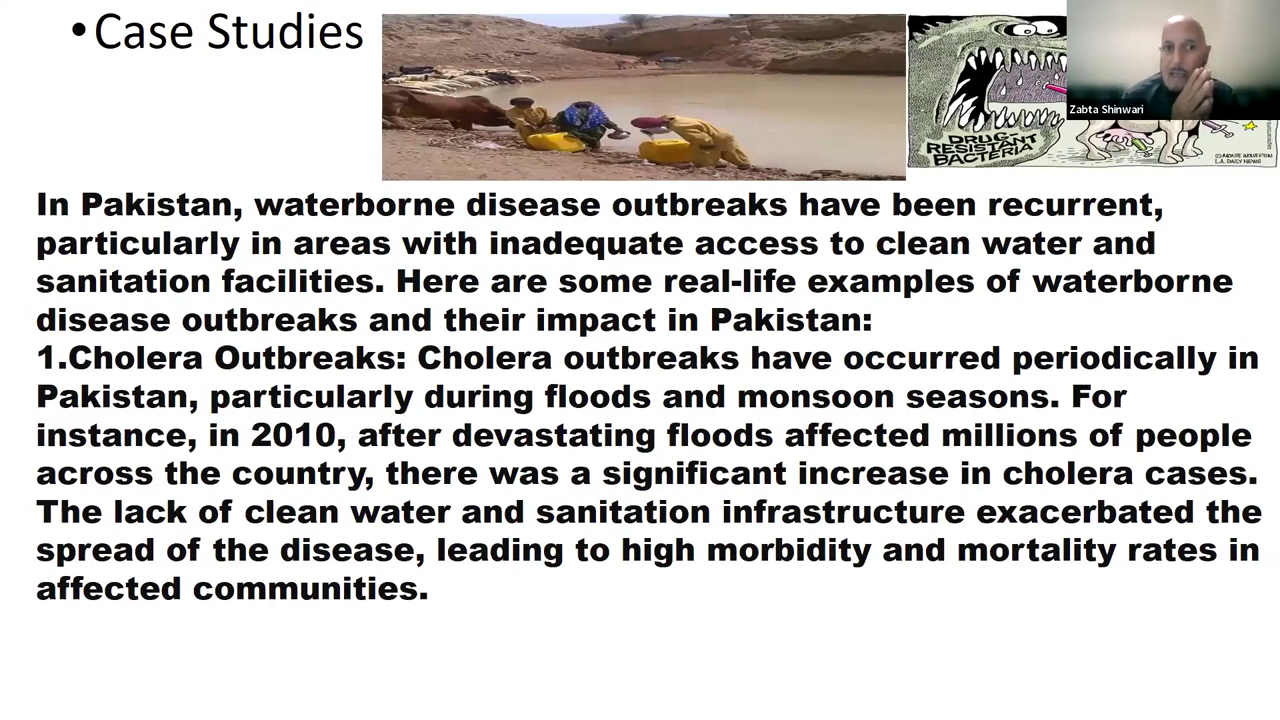 • Case Studies
Zabta Shinwari
DRUG-
RESISTANT
BACTERIA
In Pakistan, waterborne disease outbreaks have been recurrent,
particularly in areas with inadequate access to clean water and
sanitation facilities. Here are some real-life examples of waterborne
disease outbreaks and their impact in Pakistan:
1.Cholera Outbreaks: Cholera outbreaks have occurred periodically in
Pakistan, particularly during floods and monsoon seasons. For
instance, in 2010, after devastating floods affected millions of people
across the country, there was a significant increase in cholera cases.
The lack of clean water and sanitation infrastructure exacerbated the
spread of the disease, leading to high morbidity and mortality rates in
affected communities.